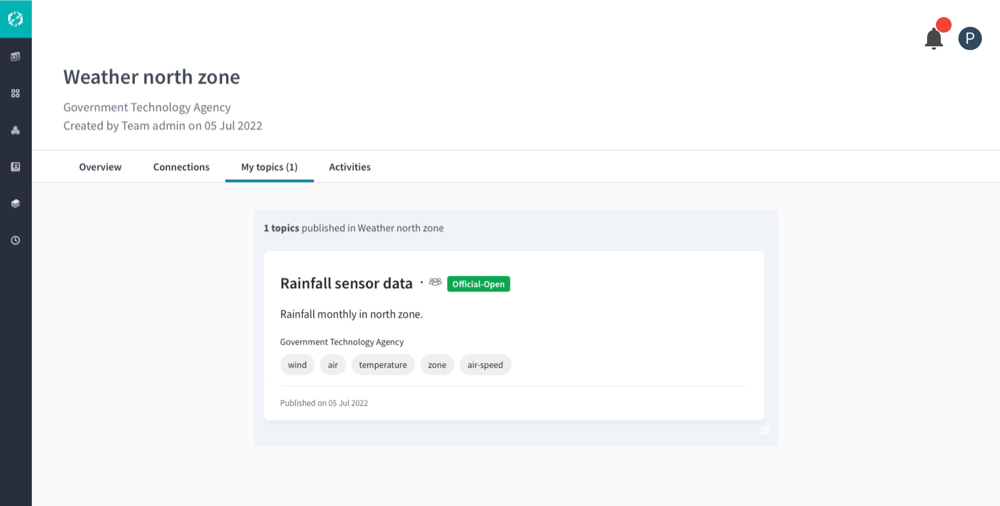 P
Weather north zone
Government Technology Agency
Created by Team admin on 05 Jul 2022
Overview Connections My topics (1) Activities
1 topics published in Weather north zone
Rainfall sensor data · Official-Open
Rainfall monthly in north zone.
Government Technology Agency
wind air temperature zone air-speed
Published on 05 Jul 2022